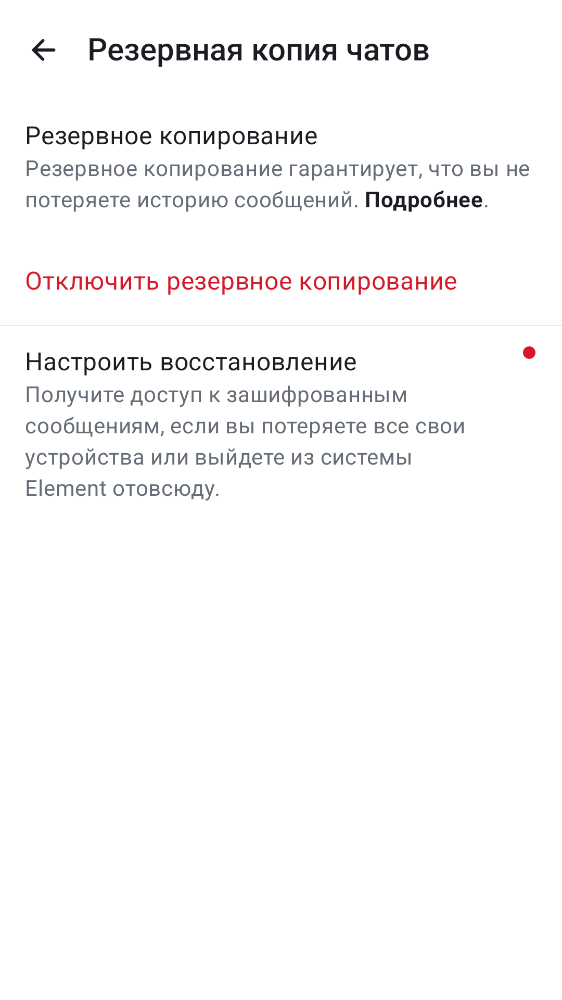 Резервная копия чатов
Резервное копирование
Резервное копирование гарантирует, что вы не
потеряете историю сообщений. Подробнее.
Отключить резервное копирование
Настроить восстановление
Получите доступ к зашифрованным
сообщениям, если вы потеряете все свои
устройства или выйдете из системы
Element отовсюду.